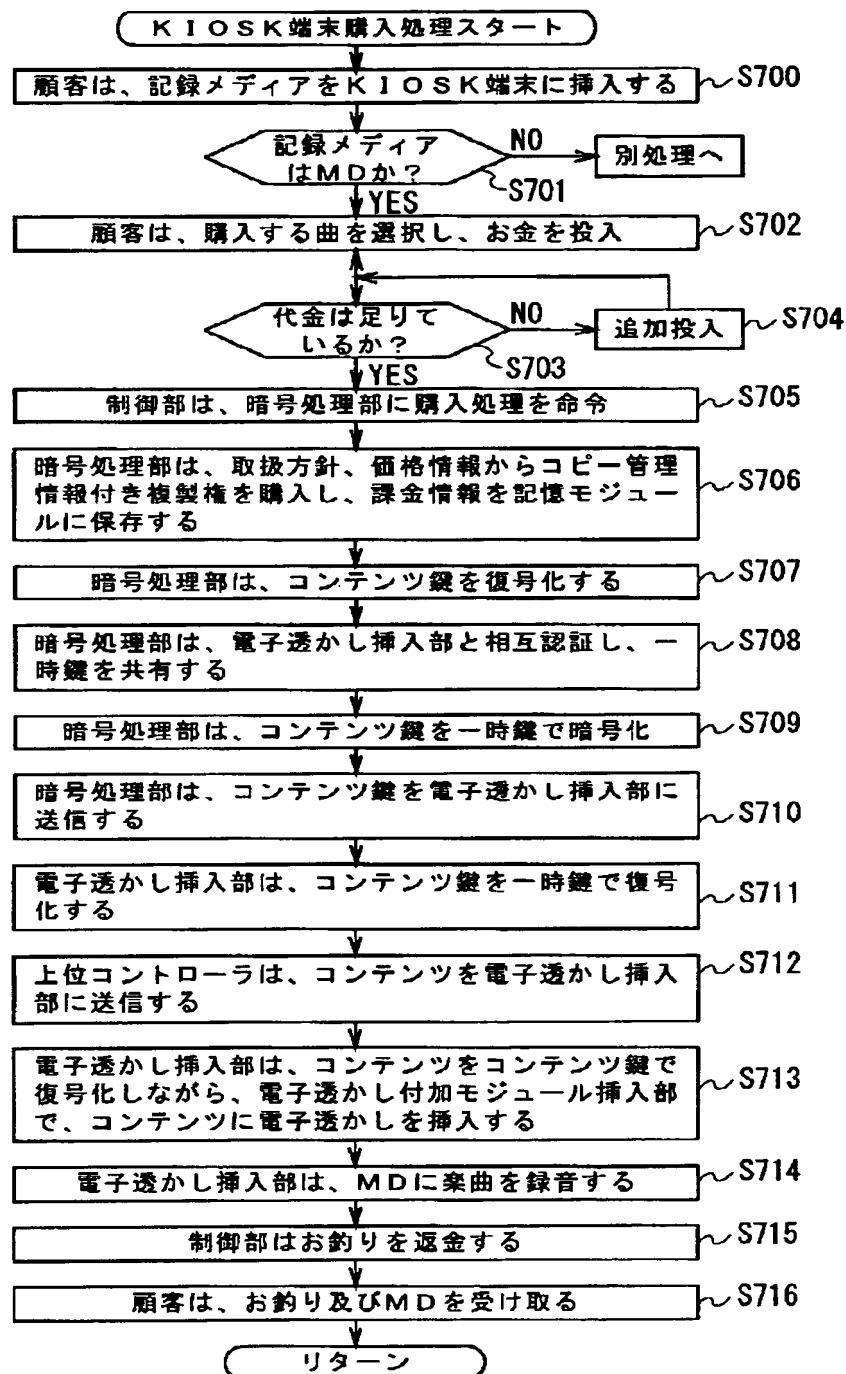 KIOSK端末購入処理スタート
顧客は、記録メディアをKIOSK端末に挿入する
S700
記録メディア
はMDか?
NO
別処理へ
S701
YES
顧客は、購入する曲を選択し、お金を投入
S702
代金は足りて
いるか?
NO
追加投入
S704
S703
YES
制御部は、暗号処理部に購入処理を命令
S705
暗号処理部は、取扱方針、価格情報からコピー管理
情報付き複製権を購入し、課金情報を記憶モジュー
ルに保存する
S706
暗号処理部は、コンテンツ鍵を復号化する
S707
暗号処理部は、電子透かし挿入部と相互認証し、一
時鍵を共有する
S708
暗号処理部は、コンテンツ鍵を一時鍵で暗号化
S709
暗号処理部は、コンテンツ鍵を電子透かし挿入部に
送信する
S710
電子透かし挿入部は、コンテンツ鍵を一時鍵で復号
化する
S711
上位コントローラは、コンテンツを電子透かし挿入
部に送信する
S712
電子透かし挿入部は、コンテンツをコンテンツ鍵で
復号化しながら、電子透かし付加モジュール挿入部
で、コンテンツに電子透かしを挿入する
S713
電子透かし挿入部は、MDに楽曲を録音する
S714
制御部はお釣りを返金する
S715
顧客は、お釣り及びMDを受け取る
S716
リターン